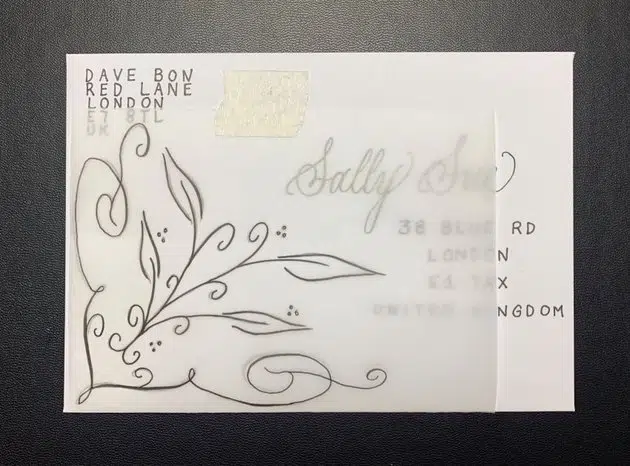 DAVE BON
RED LANE
LONDON
E7 8TL
UK
Sally Sue
38 BLUE RD
LONDON
E1 7AX
UNITED KINGDOM